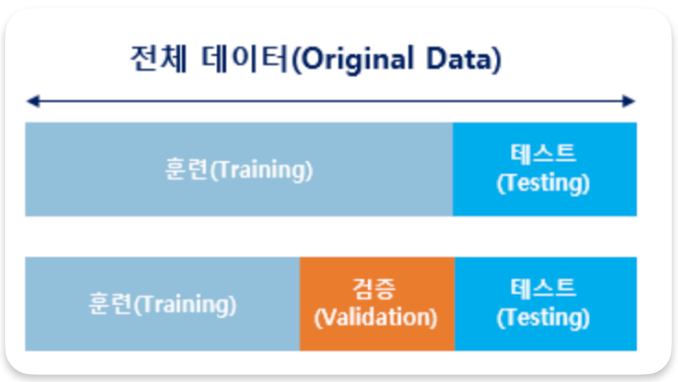 전체 데이터(Original Data)
훈련(Training)
테스트
(Testing)
훈련(Training)
검증
(Validation)
테스트
(Testing)